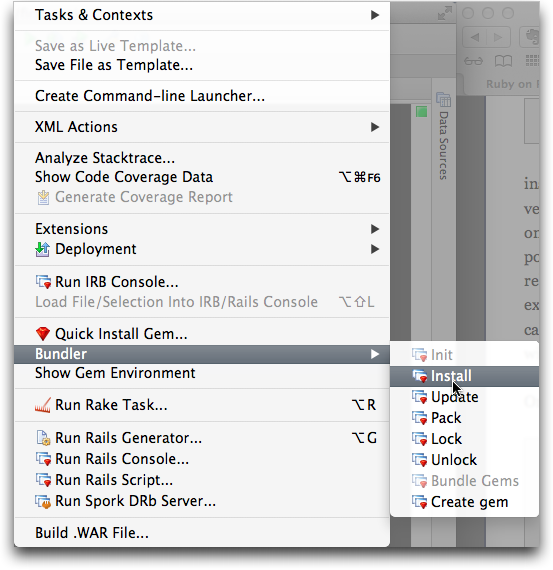 Tasks & Contexts
Save as Live Template...
Save File as Template...
Create Command-line Launcher...
XML Actions
Analyze Stacktrace...
Show Code Coverage Data ⌥⌘F6
Generate Coverage Report
Extensions
Deployment
Run IRB Console...
Load File/Selection Into IRB/Rails Console ⌥⇧L
Quick Install Gem...
Bundler
Show Gem Environment
Run Rake Task... ⌥R
Run Rails Generator... ⌥G
Run Rails Console...
Run Rails Script...
Run Spork DRb Server...
Build .WAR File...
Init
Install
Update
Pack
Lock
Unlock
Bundle Gems
Create gem
Data Sources
Ruby on
in
ve
or
po
re
ex
ca